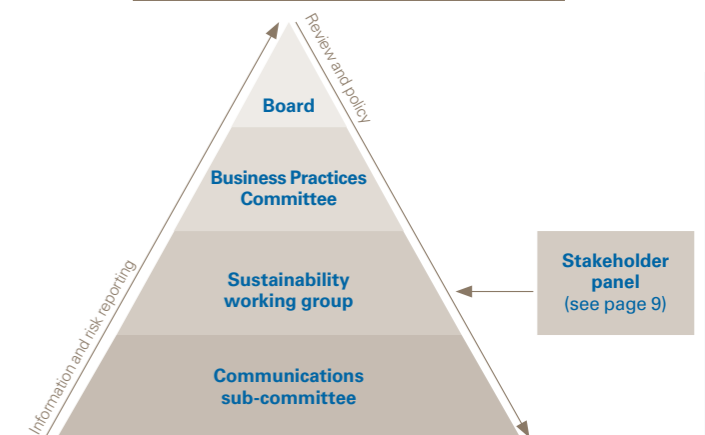 Review and policy
Board
Business Practices
Committee
Information and risk reporting
Sustainability
working group
Stakeholder
panel
(see page 9)
Communications
sub-committee